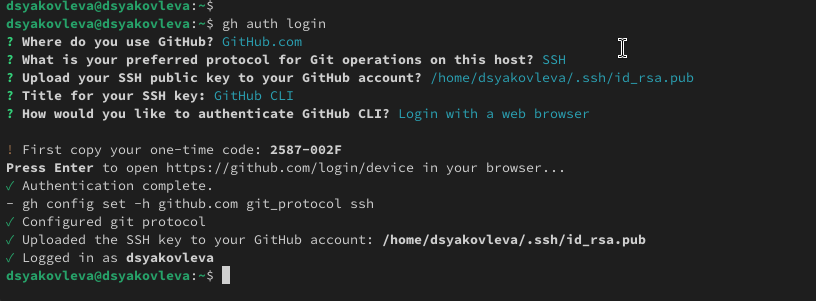 dsyakovleva@dsyakovleva:~$
dsyakovleva@dsyakovleva:~$ gh auth login
? Where do you use GitHub? GitHub.com
? What is your preferred protocol for Git operations on this host? SSH
? Upload your SSH public key to your GitHub account? /home/dsyakovleva/.ssh/id_rsa.pub
? Title for your SSH key: GitHub CLI
? How would you like to authenticate GitHub CLI? Login with a web browser
! First copy your one-time code: 2587-002F
Press Enter to open https://github.com/login/device in your browser...
✓ Authentication complete.
- gh config set -h github.com git_protocol ssh
✓ Configured git protocol
✓ Uploaded the SSH key to your GitHub account: /home/dsyakovleva/.ssh/id_rsa.pub
✓ Logged in as dsyakovleva
dsyakovleva@dsyakovleva:~$